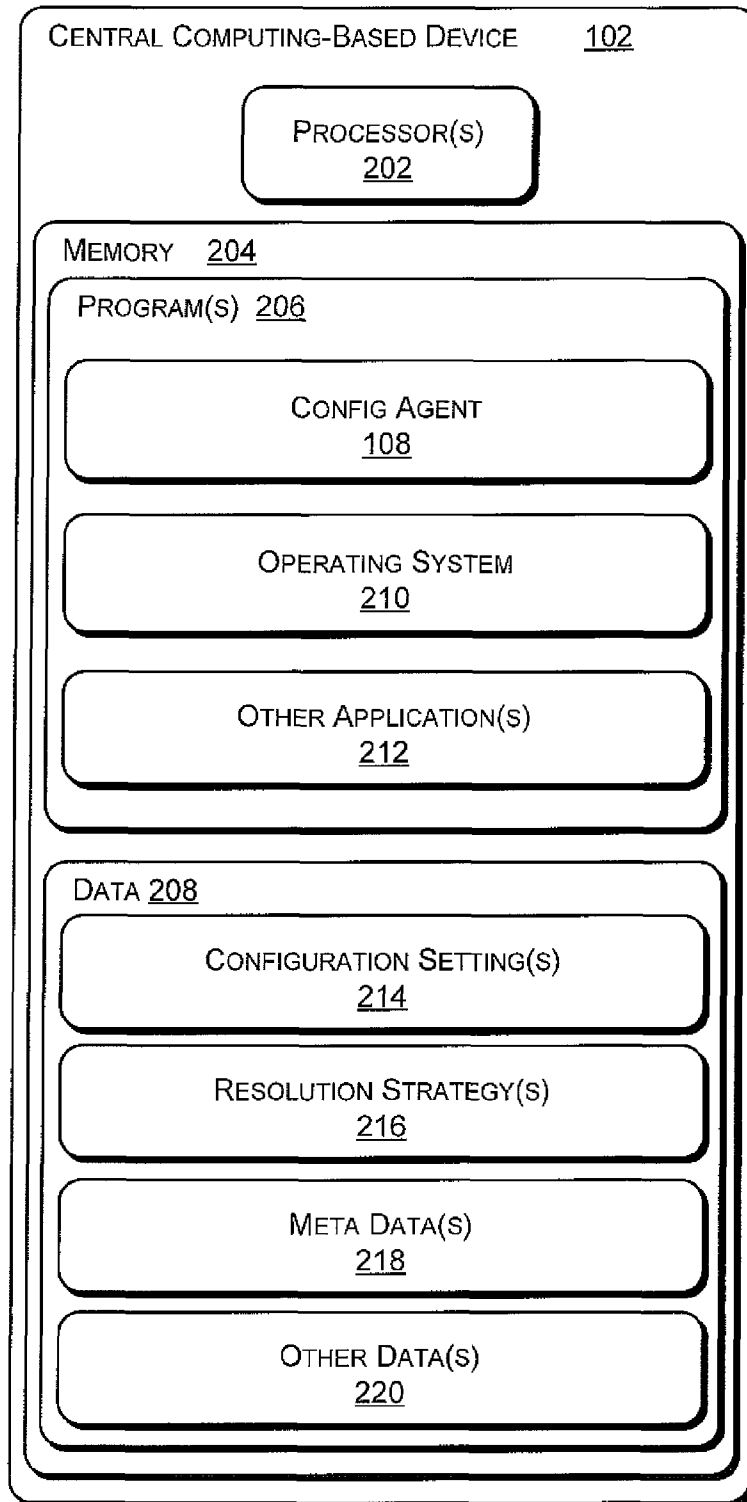 CENTRAL COMPUTING-BASED DEVICE 102
PROCESSOR(S)
202
MEMORY 204
PROGRAM(S) 206
CONFIG AGENT
108
OPERATING SYSTEM
210
OTHER APPLICATION(S)
212
DATA 208
CONFIGURATION SETTING(S)
214
RESOLUTION STRATEGY(S)
216
META DATA(S)
218
OTHER DATA(S)
220